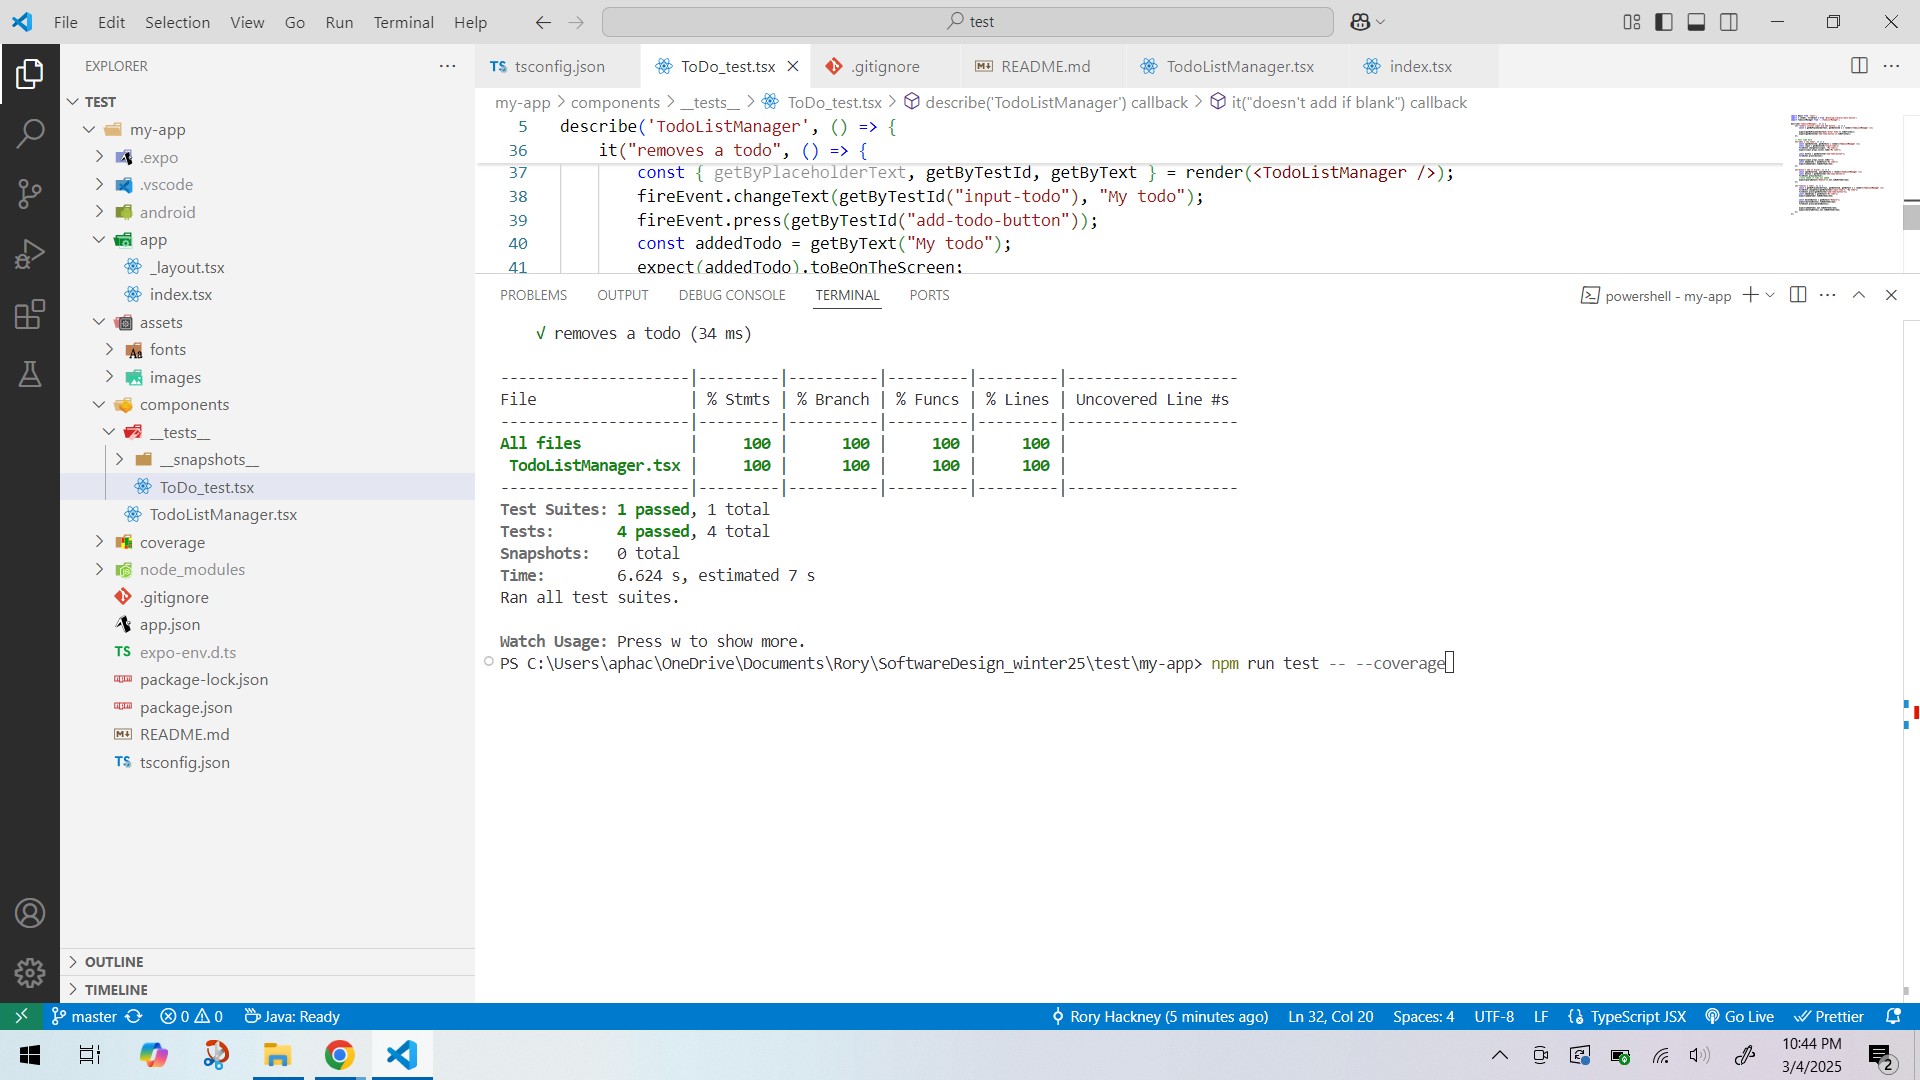 File Edit Selection View Go Run Terminal Help
test
EXPLORER
TEST
my-app
.expo
.vscode
android
app
_layout.tsx
index.tsx
assets
fonts
images
components
__tests__
__snapshots__
ToDo_test.tsx
TodoListManager.tsx
coverage
node_modules
.gitignore
app.json
expo-env.d.ts
package-lock.json
package.json
README.md
tsconfig.json
OUTLINE
TIMELINE
TS tsconfig.json ToDo_test.tsx .gitignore README.md TodoListManager.tsx index.tsx
my-app > components > __tests__ > ToDo_test.tsx > describe('TodoListManager') callback > it("doesn't add if blank") callback
5 describe('TodoListManager', () => {
36 it("removes a todo", () => {
37 const { getByPlaceholderText, getByTestId, getByText } = render(<TodoListManager />);
38 fireEvent.changeText(getByTestId("input-todo"), "My todo");
39 fireEvent.press(getByTestId("add-todo-button"));
40 const addedTodo = getByText("My todo");
41 expect(addedTodo).toBeOnTheScreen;
PROBLEMS OUTPUT DEBUG CONSOLE TERMINAL PORTS
powershell - my-app
√ removes a todo (34 ms)
---------------------|---------|----------|---------|---------|-------------------
File | % Stmts | % Branch | % Funcs | % Lines | Uncovered Line #s
---------------------|---------|----------|---------|---------|-------------------
All files | 100 | 100 | 100 | 100 |
TodoListManager.tsx | 100 | 100 | 100 | 100 |
---------------------|---------|----------|---------|---------|-------------------
Test Suites: 1 passed, 1 total
Tests: 4 passed, 4 total
Snapshots: 0 total
Time: 6.624 s, estimated 7 s
Ran all test suites.
Watch Usage: Press w to show more.
PS C:\Users\aphac\OneDrive\Documents\Rory\SoftwareDesign_winter25\test\my-app> npm run test -- --coverage
master 0 0 Java: Ready
Rory Hackney (5 minutes ago) Ln 32, Col 20 Spaces: 4 UTF-8 LF TypeScript JSX Go Live Prettier
10:44 PM
3/4/2025
2